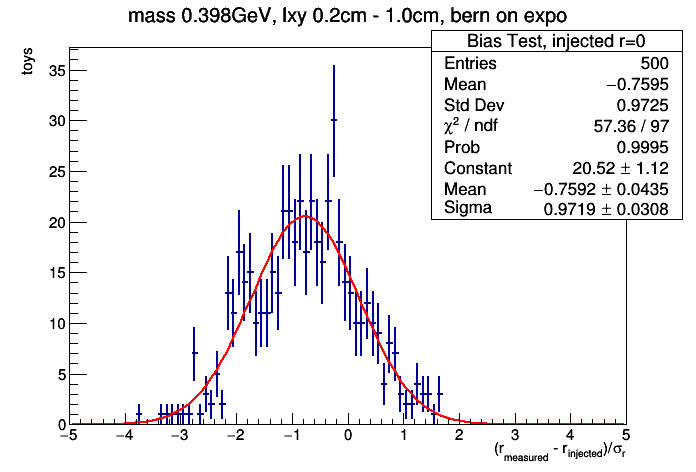 mass 0.398GeV, lxy 0.2cm - 1.0cm, bern on expo
Bias Test, injected r=0
Entries 500
Mean −0.7595
Std Dev 0.9725
χ² / ndf 57.36 / 97
Prob 0.9995
Constant 20.52 ± 1.12
Mean −0.7592 ± 0.0435
Sigma 0.9719 ± 0.0308
toys
35
30
25
20
15
10
5
0
−5 −4 −3 −2 −1 0 1 2 3 4 5
(r_measured - r_injected)/σ_r